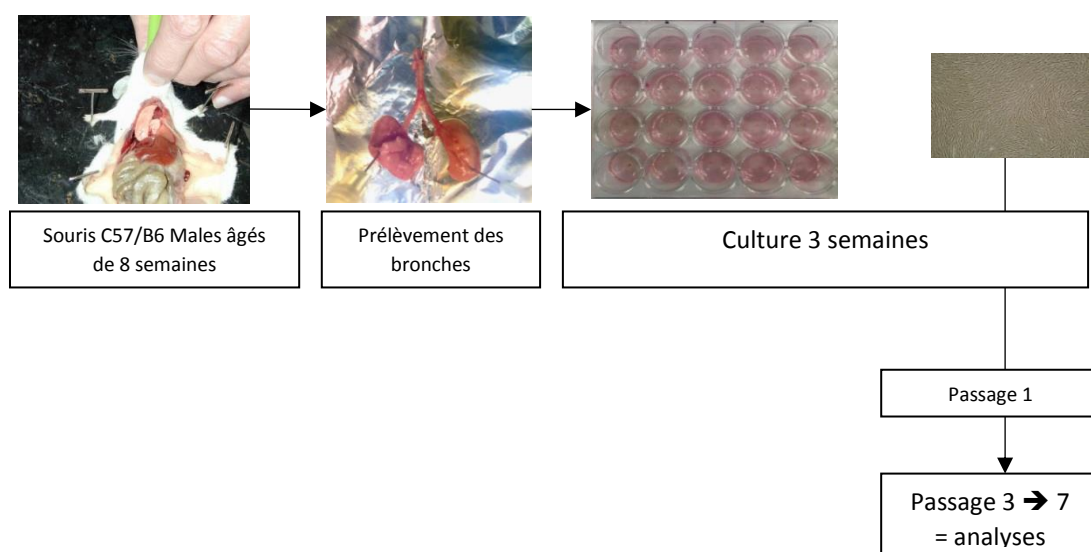 Souris C57/B6 Males âgés
de 8 semaines
Prélèvement des
bronches
Culture 3 semaines
Passage 1
Passage 3 🡺 7
= analyses